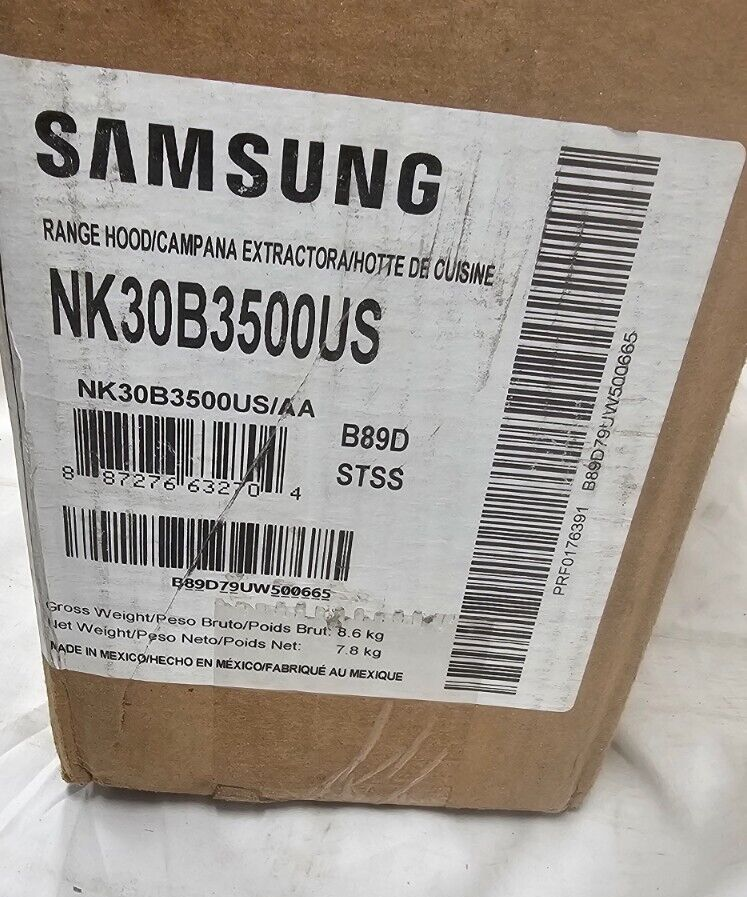 SAMSUNG
RANGE HOOD/CAMPANA EXTRACTORA/HOTTE DE CUISINE
NK30B3500US
NK30B3500US/AA
B89D
STSS
8 87276 63270 4
B89D79UW500665
Gross Weight/Peso Bruto/Poids Brut: 8.6 kg
Net Weight/Peso Neto/Poids Net: 7.8 kg
MADE IN MEXICO/HECHO EN MÉXICO/FABRIQUÉ AU MEXIQUE
PRF0176391 B89D79UW500665